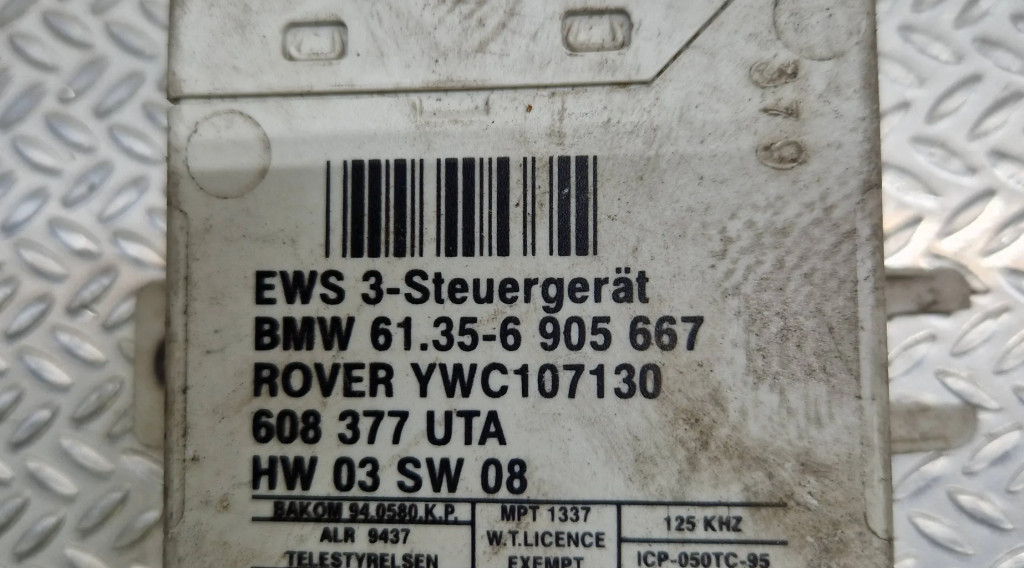 EWS 3-Steuergerät
BMW 61.35-6 905 667
ROVER YWC107130
608 377 UTA
HW 03 SW 08
BAKOM 94.0580.K.P.
ALR 9437
TELESTYRELSEN
MPT 1337
W.T.LICENCE
EXEMPT
125 KHZ
ICP-050TC-95